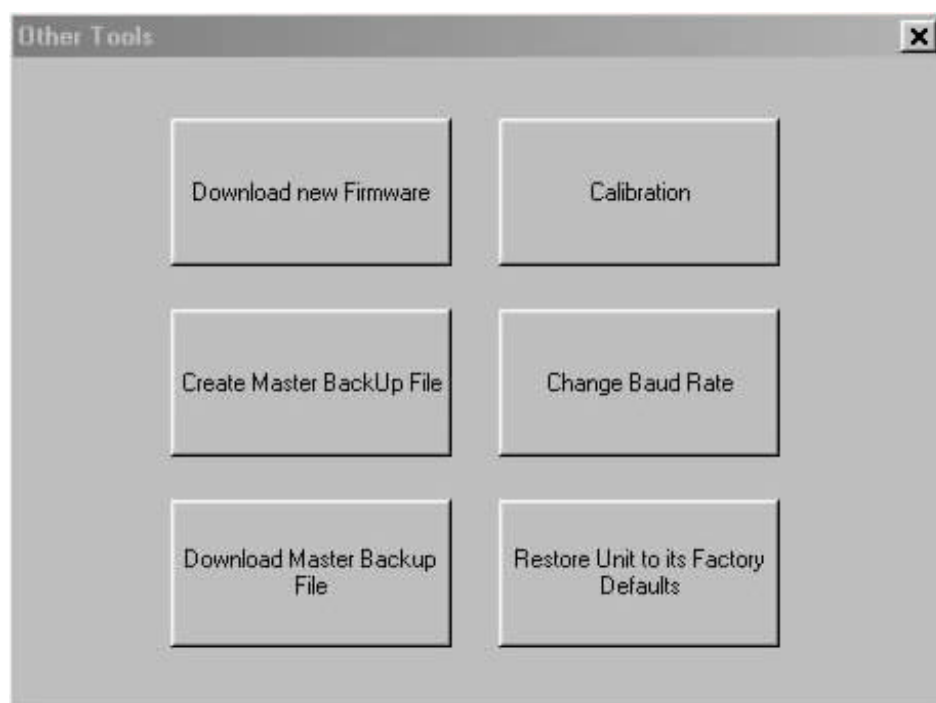 Other Tools
Download new Firmware
Calibration
Create Master BackUp File
Change Baud Rate
Download Master Backup
File
Restore Unit to its Factory
Defaults